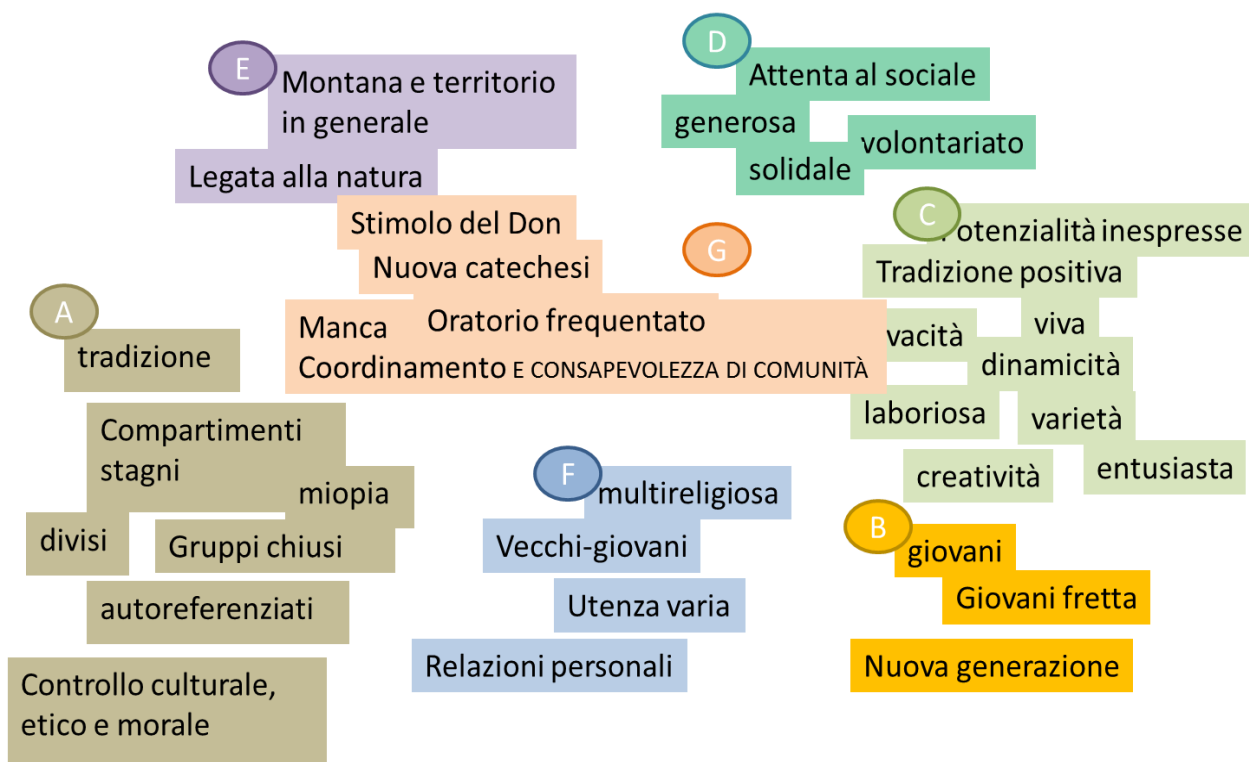 E
Montana e territorio
in generale
Legata alla natura
D
Attenta al sociale
generosa
volontariato
solidale
Stimolo del Don
Nuova catechesi
G
Oratorio frequentato
Manca
Coordinamento E CONSAPEVOLEZZA DI COMUNITÀ
C
otenzialità inespresse
Tradizione positiva
vacità
viva
dinamicità
laboriosa
varietà
creatività
entusiasta
A
tradizione
Compartimenti
stagni
miopia
divisi
Gruppi chiusi
autoreferenziati
Controllo culturale,
etico e morale
F
multireligiosa
Vecchi-giovani
Utenza varia
Relazioni personali
B
giovani
Giovani fretta
Nuova generazione